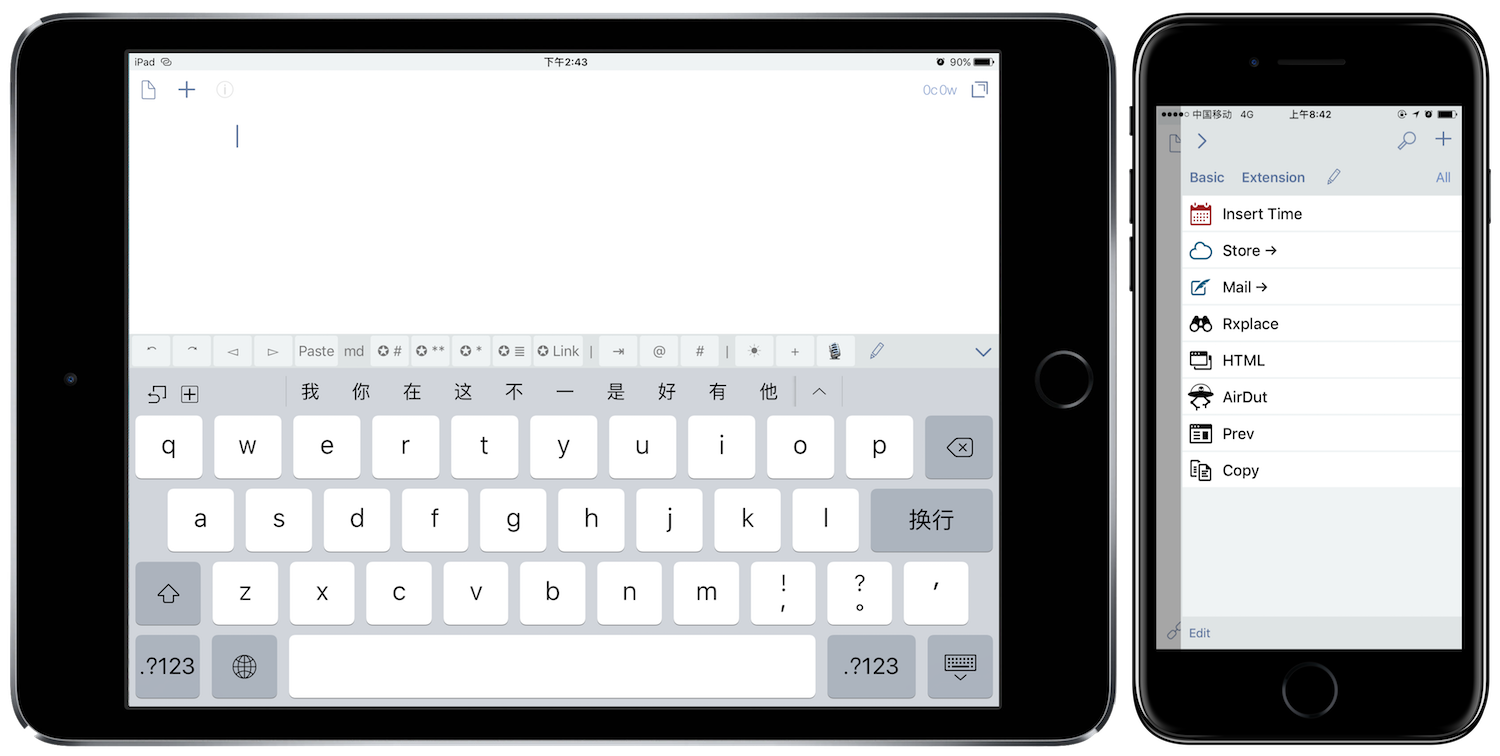 iPad 下午2:43 90%
0c0w
Paste md # ** * Link | @ # | +
我 你 在 这 不 一 是 好 有 他
q w e r t y u i o p
a s d f g h j k l 换行
z x c v b n m ! , ? 。 ′
.?123 .?123
中国移动 4G 上午8:42
Basic Extension All
Insert Time
Store →
Mail →
Rxplace
HTML
AirDut
Prev
Copy
Edit